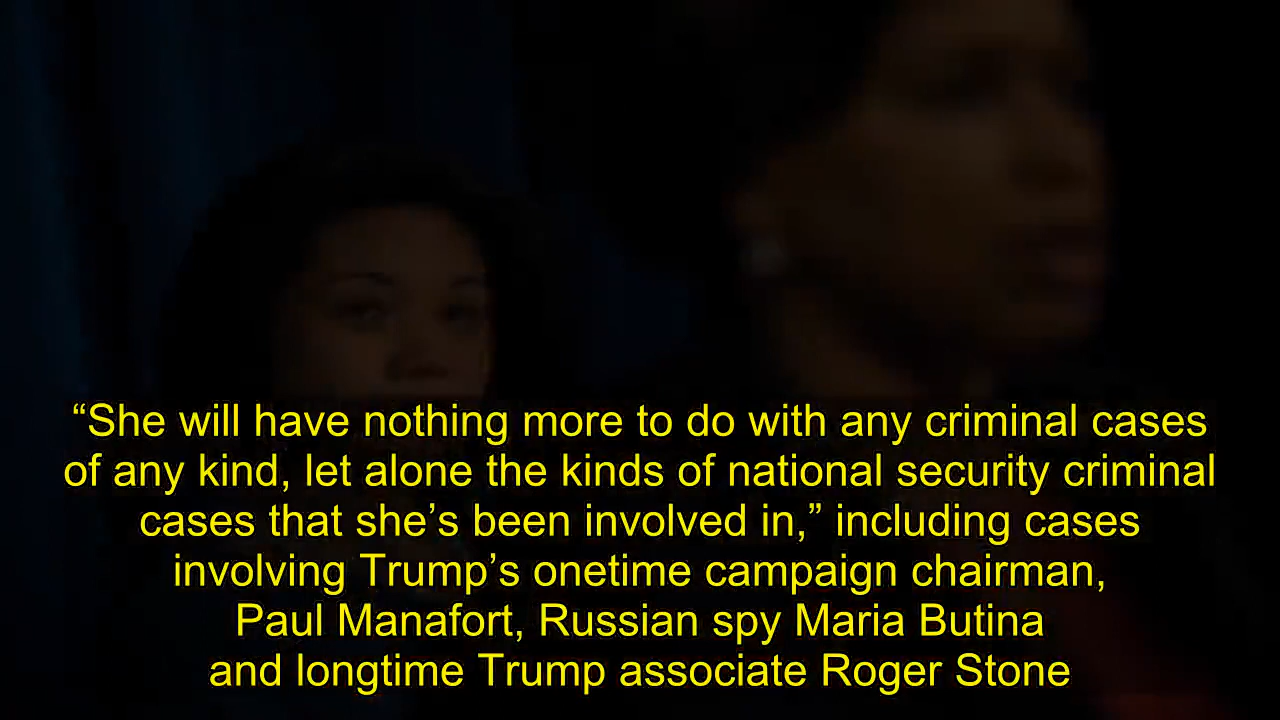 “She will have nothing more to do with any criminal cases
of any kind, let alone the kinds of national security criminal
cases that she’s been involved in,” including cases
involving Trump’s onetime campaign chairman,
Paul Manafort, Russian spy Maria Butina
and longtime Trump associate Roger Stone